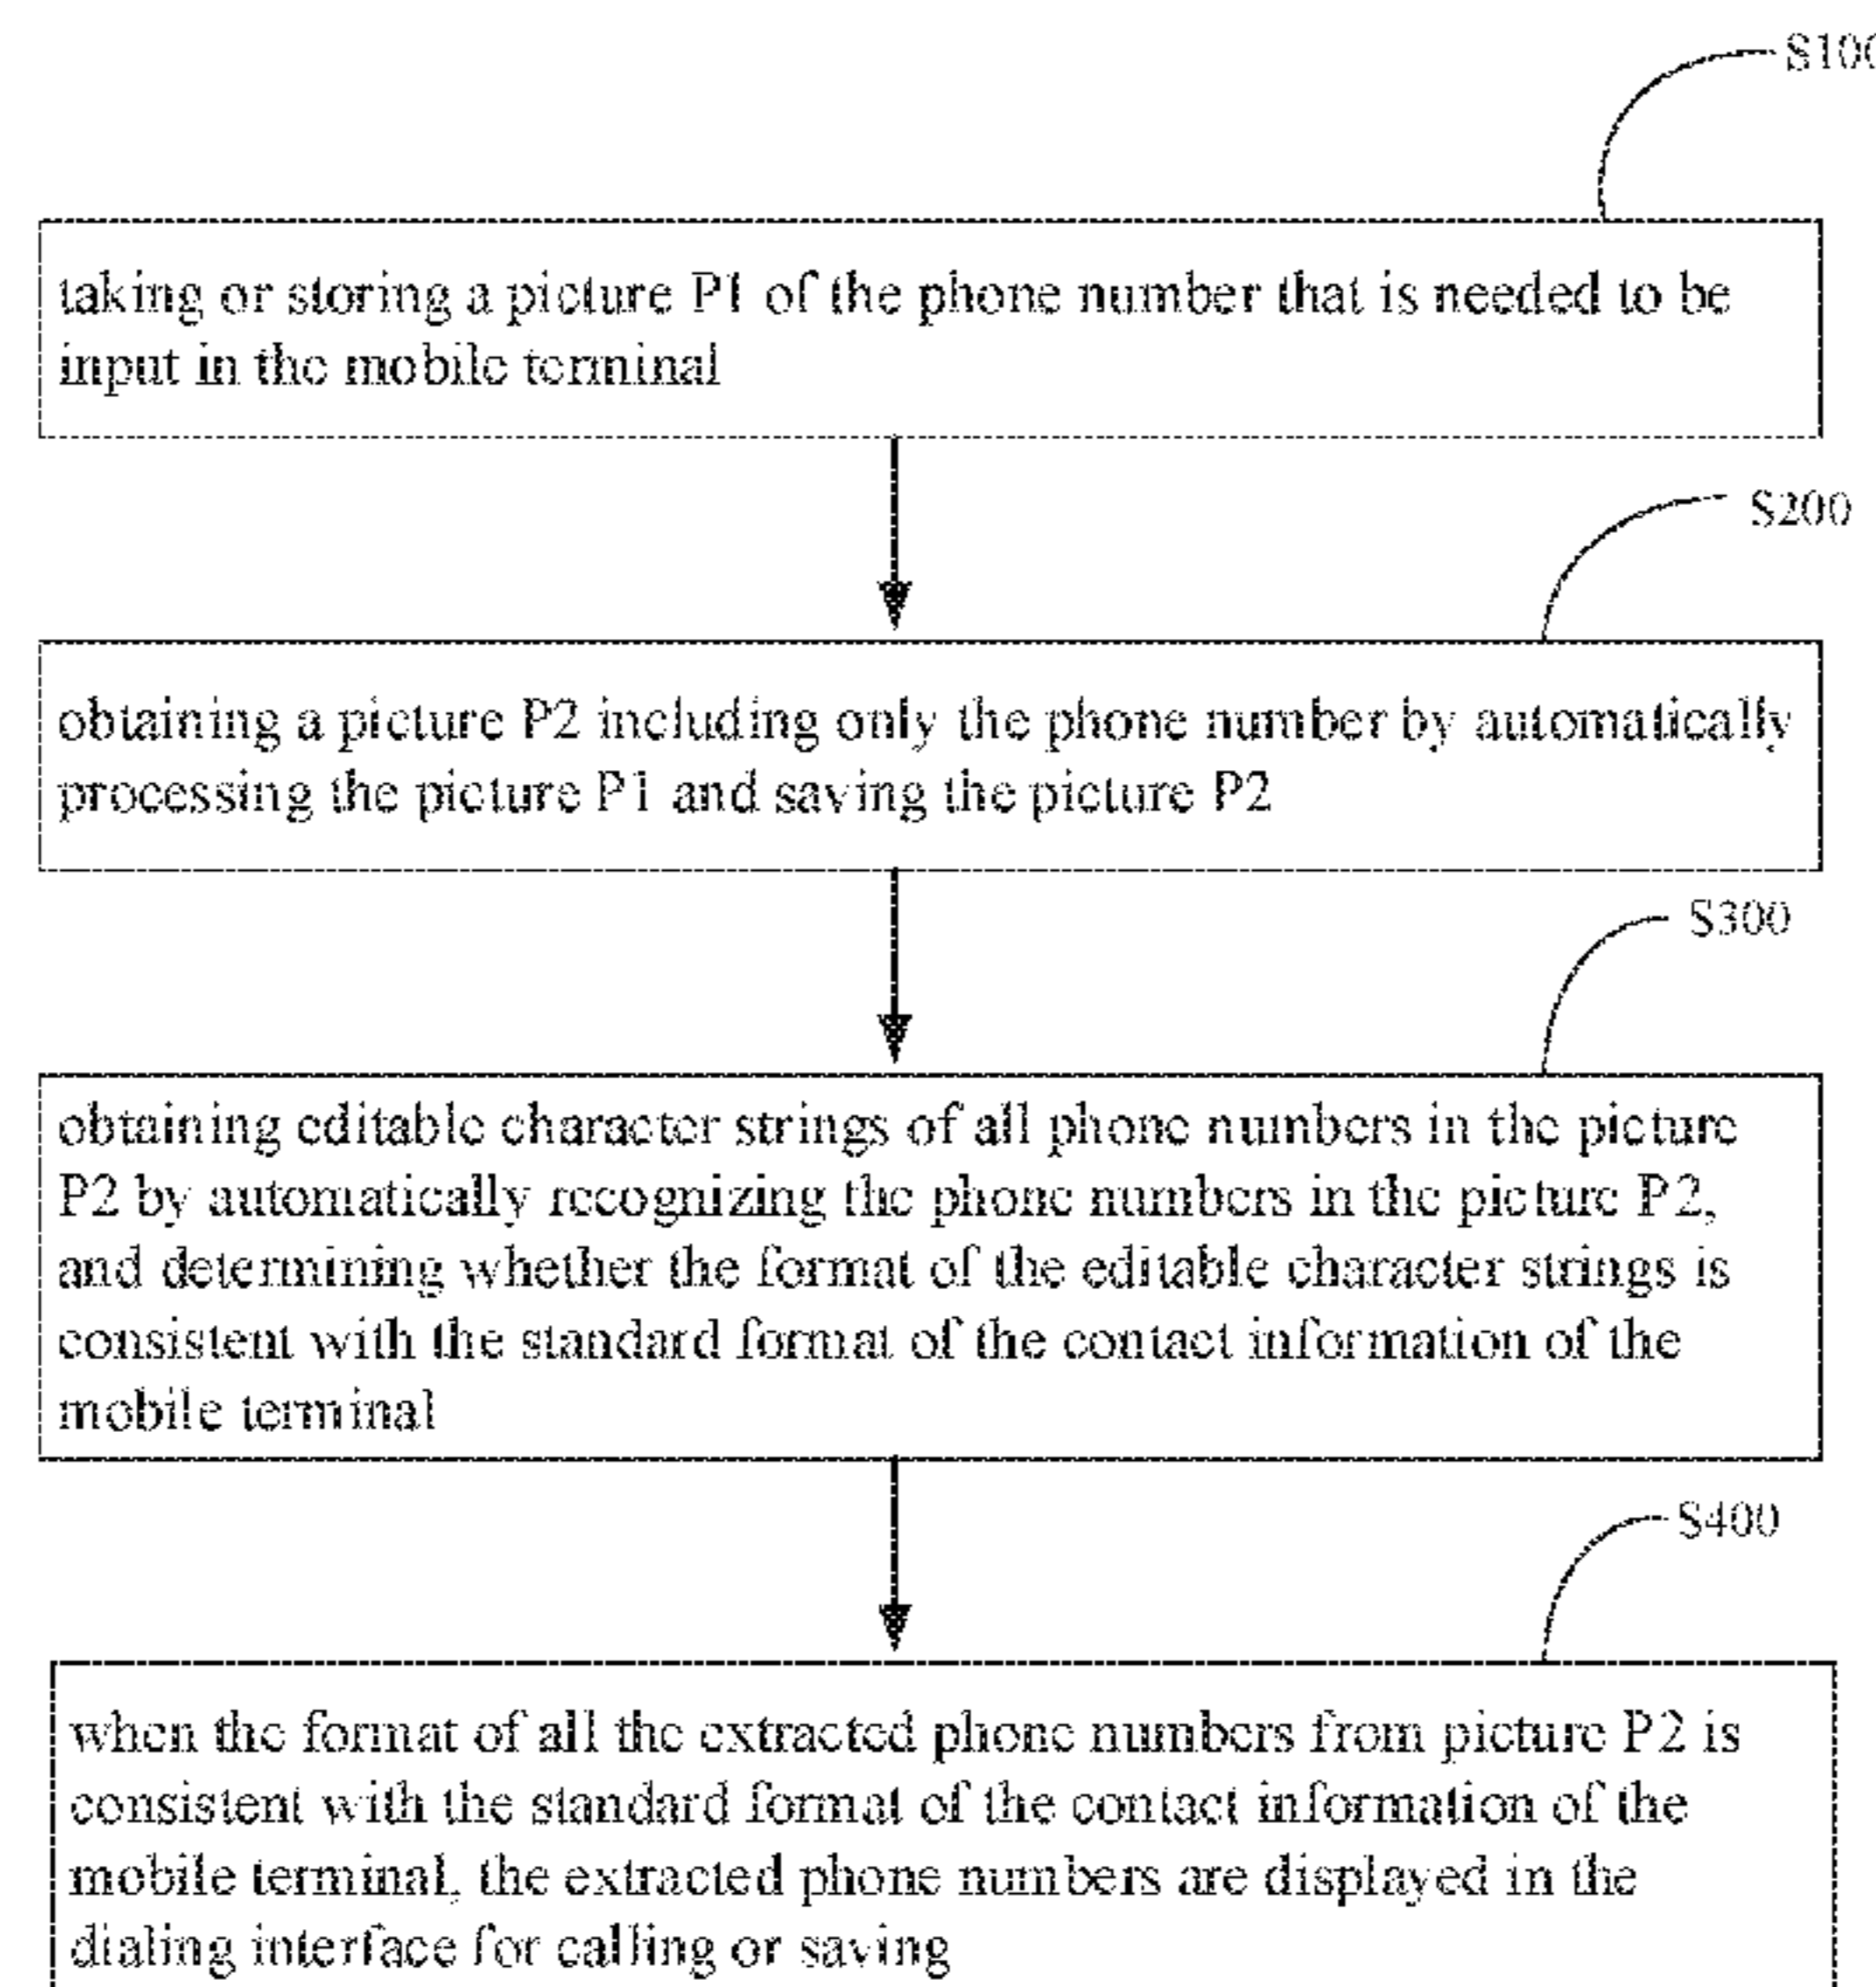 S100
taking or storing a picture P1 of the phone number that is needed to be
input in the mobile terminal
S200
obtaining a picture P2 including only the phone number by automatically
processing the picture P1 and saving the picture P2
S300
obtaining editable character strings of all phone numbers in the picture
P2 by automatically recognizing the phone numbers in the picture P2,
and determining whether the format of the editable character strings is
consistent with the standard format of the contact information of the
mobile terminal
S400
when the format of all the extracted phone numbers from picture P2 is
consistent with the standard format of the contact information of the
mobile terminal, the extracted phone numbers are displayed in the
dialing interface for calling or saving